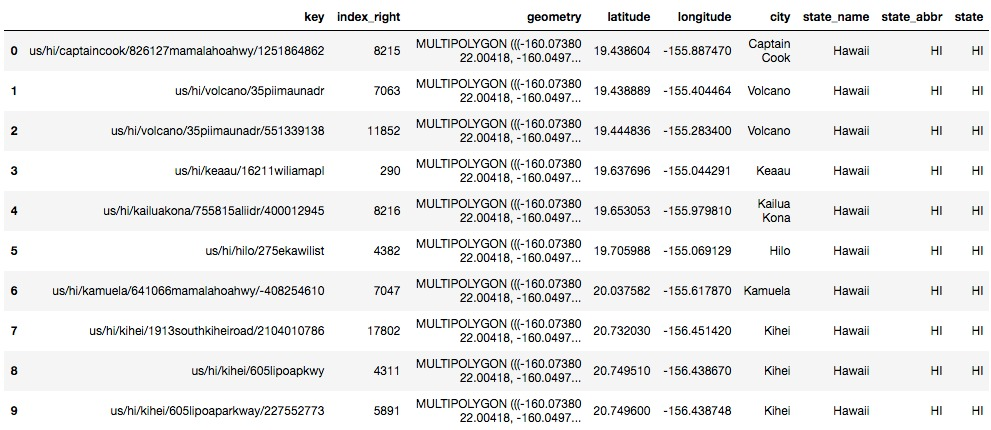 key index_right geometry latitude longitude city state_name state_abbr state
0 us/hi/captaincook/826127mamalahoahwy/1251864862 8215 MULTIPOLYGON (((-160.07380 22.00418, -160.0497... 19.438604 -155.887470 Captain Cook Hawaii HI HI
1 us/hi/volcano/35piimaunadr 7063 MULTIPOLYGON (((-160.07380 22.00418, -160.0497... 19.438889 -155.404464 Volcano Hawaii HI HI
2 us/hi/volcano/35piimaunadr/551339138 11852 MULTIPOLYGON (((-160.07380 22.00418, -160.0497... 19.444836 -155.283400 Volcano Hawaii HI HI
3 us/hi/keaau/16211wiliamapl 290 MULTIPOLYGON (((-160.07380 22.00418, -160.0497... 19.637696 -155.044291 Keaau Hawaii HI HI
4 us/hi/kailuakona/755815aliidr/400012945 8216 MULTIPOLYGON (((-160.07380 22.00418, -160.0497... 19.653053 -155.979810 Kailua Kona Hawaii HI HI
5 us/hi/hilo/275ekawilist 4382 MULTIPOLYGON (((-160.07380 22.00418, -160.0497... 19.705988 -155.069129 Hilo Hawaii HI HI
6 us/hi/kamuela/641066mamalahoahwy/-408254610 7047 MULTIPOLYGON (((-160.07380 22.00418, -160.0497... 20.037582 -155.617870 Kamuela Hawaii HI HI
7 us/hi/kihei/1913southkiheiroad/2104010786 17802 MULTIPOLYGON (((-160.07380 22.00418, -160.0497... 20.732030 -156.451420 Kihei Hawaii HI HI
8 us/hi/kihei/605lipoapkwy 4311 MULTIPOLYGON (((-160.07380 22.00418, -160.0497... 20.749510 -156.438670 Kihei Hawaii HI HI
9 us/hi/kihei/605lipoaparkway/227552773 5891 MULTIPOLYGON (((-160.07380 22.00418, -160.0497... 20.749600 -156.438748 Kihei Hawaii HI HI